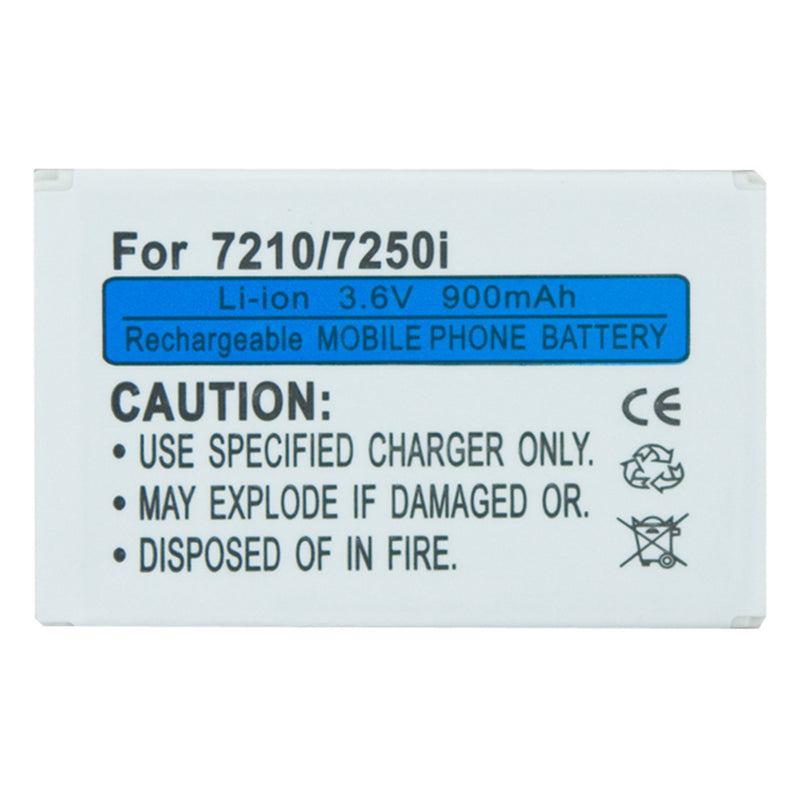 For 7210/7250i
Li-ion 3.6V 900mAh
Rechargeable MOBILE PHONE BATTERY
CAUTION:
• USE SPECIFIED CHARGER ONLY.
• MAY EXPLODE IF DAMAGED OR.
• DISPOSED OF IN FIRE.
CE